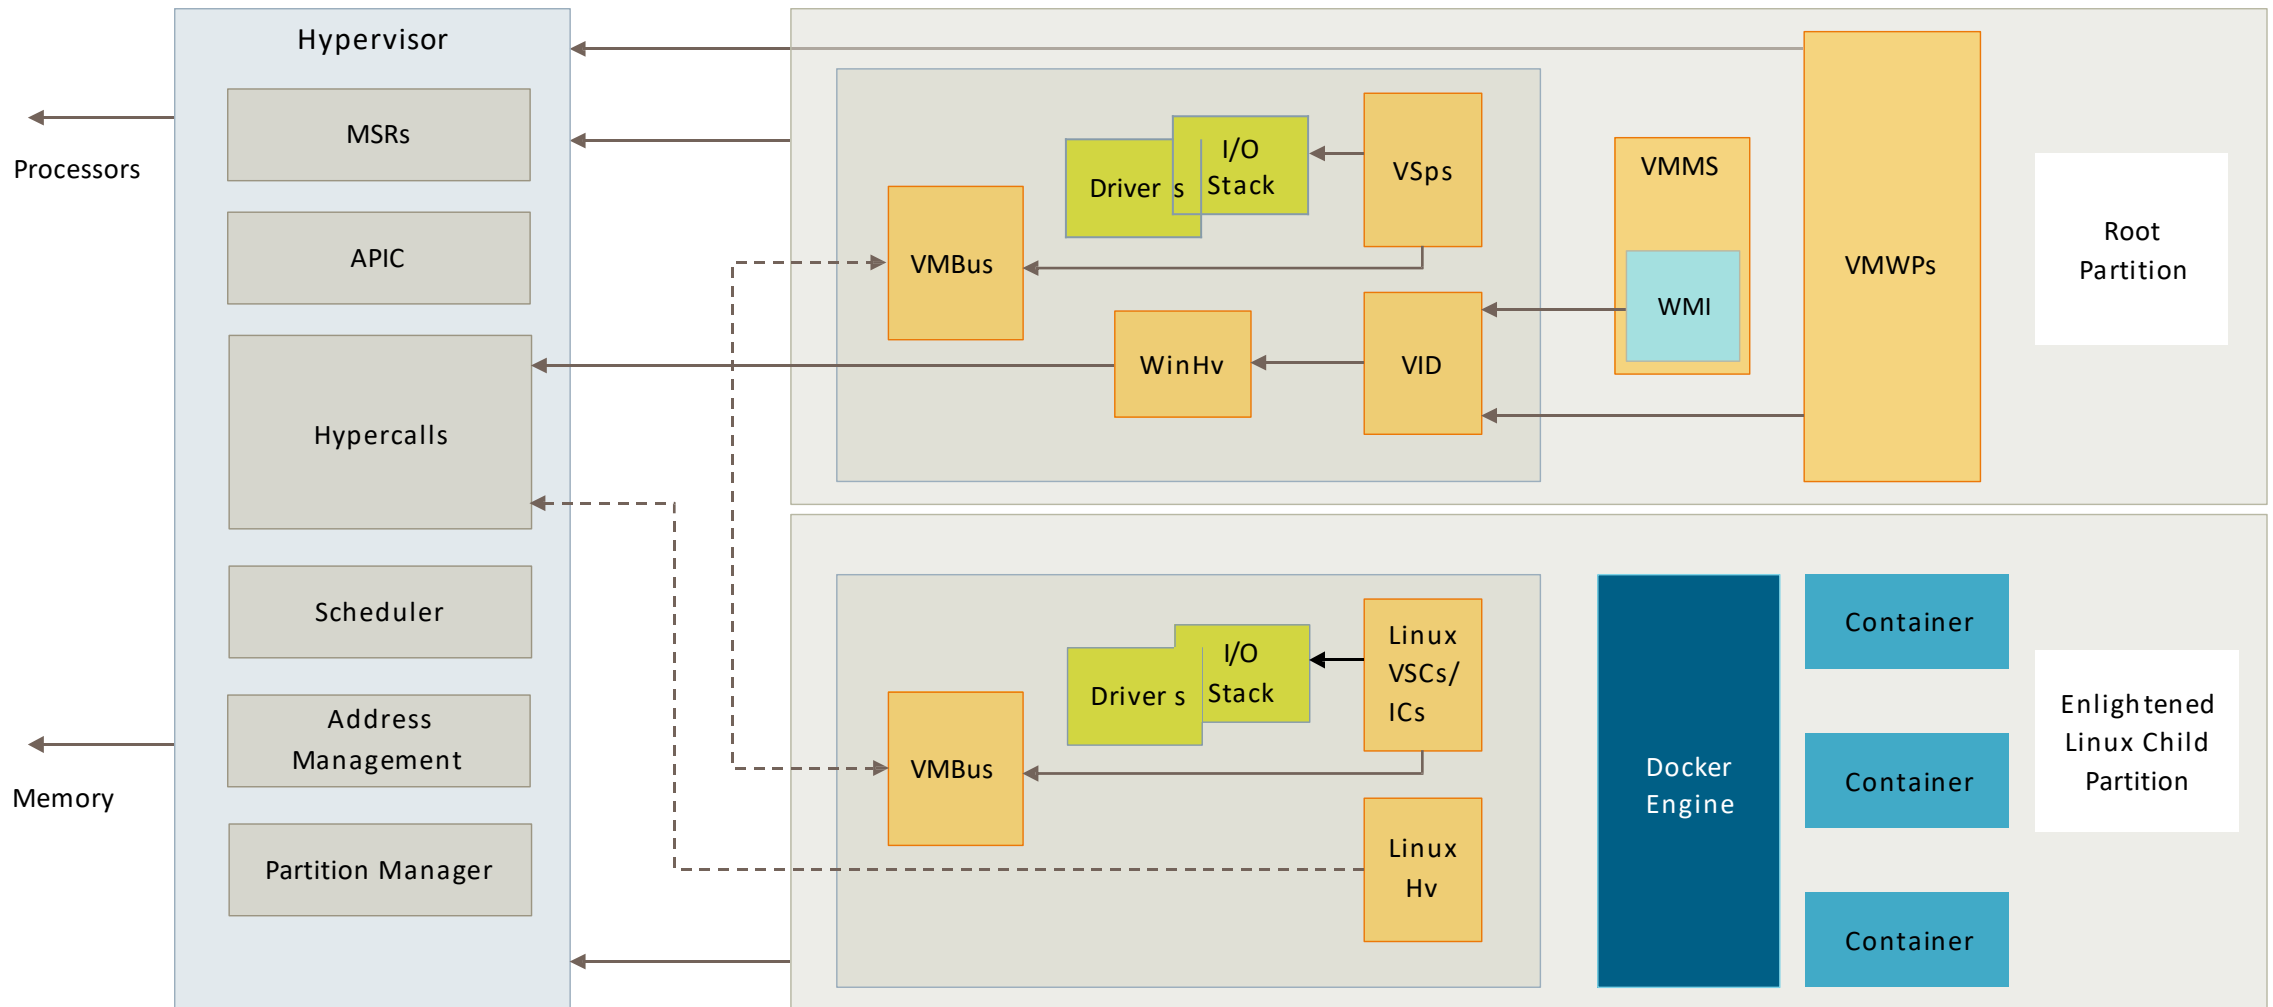 Hypervisor
MSRs
APIC
Hypercalls
Scheduler
Address
Management
Partition Manager
Processors
Memory
VMBus
Driver s
I/O
Stack
VSps
WinHv
VID
VMMS
WMI
VMWPs
Root
Partition
VMBus
Driver s
I/O
Stack
Linux
VSCs/
ICs
Linux
Hv
Docker
Engine
Container
Container
Container
Enlightened
Linux Child
Partition